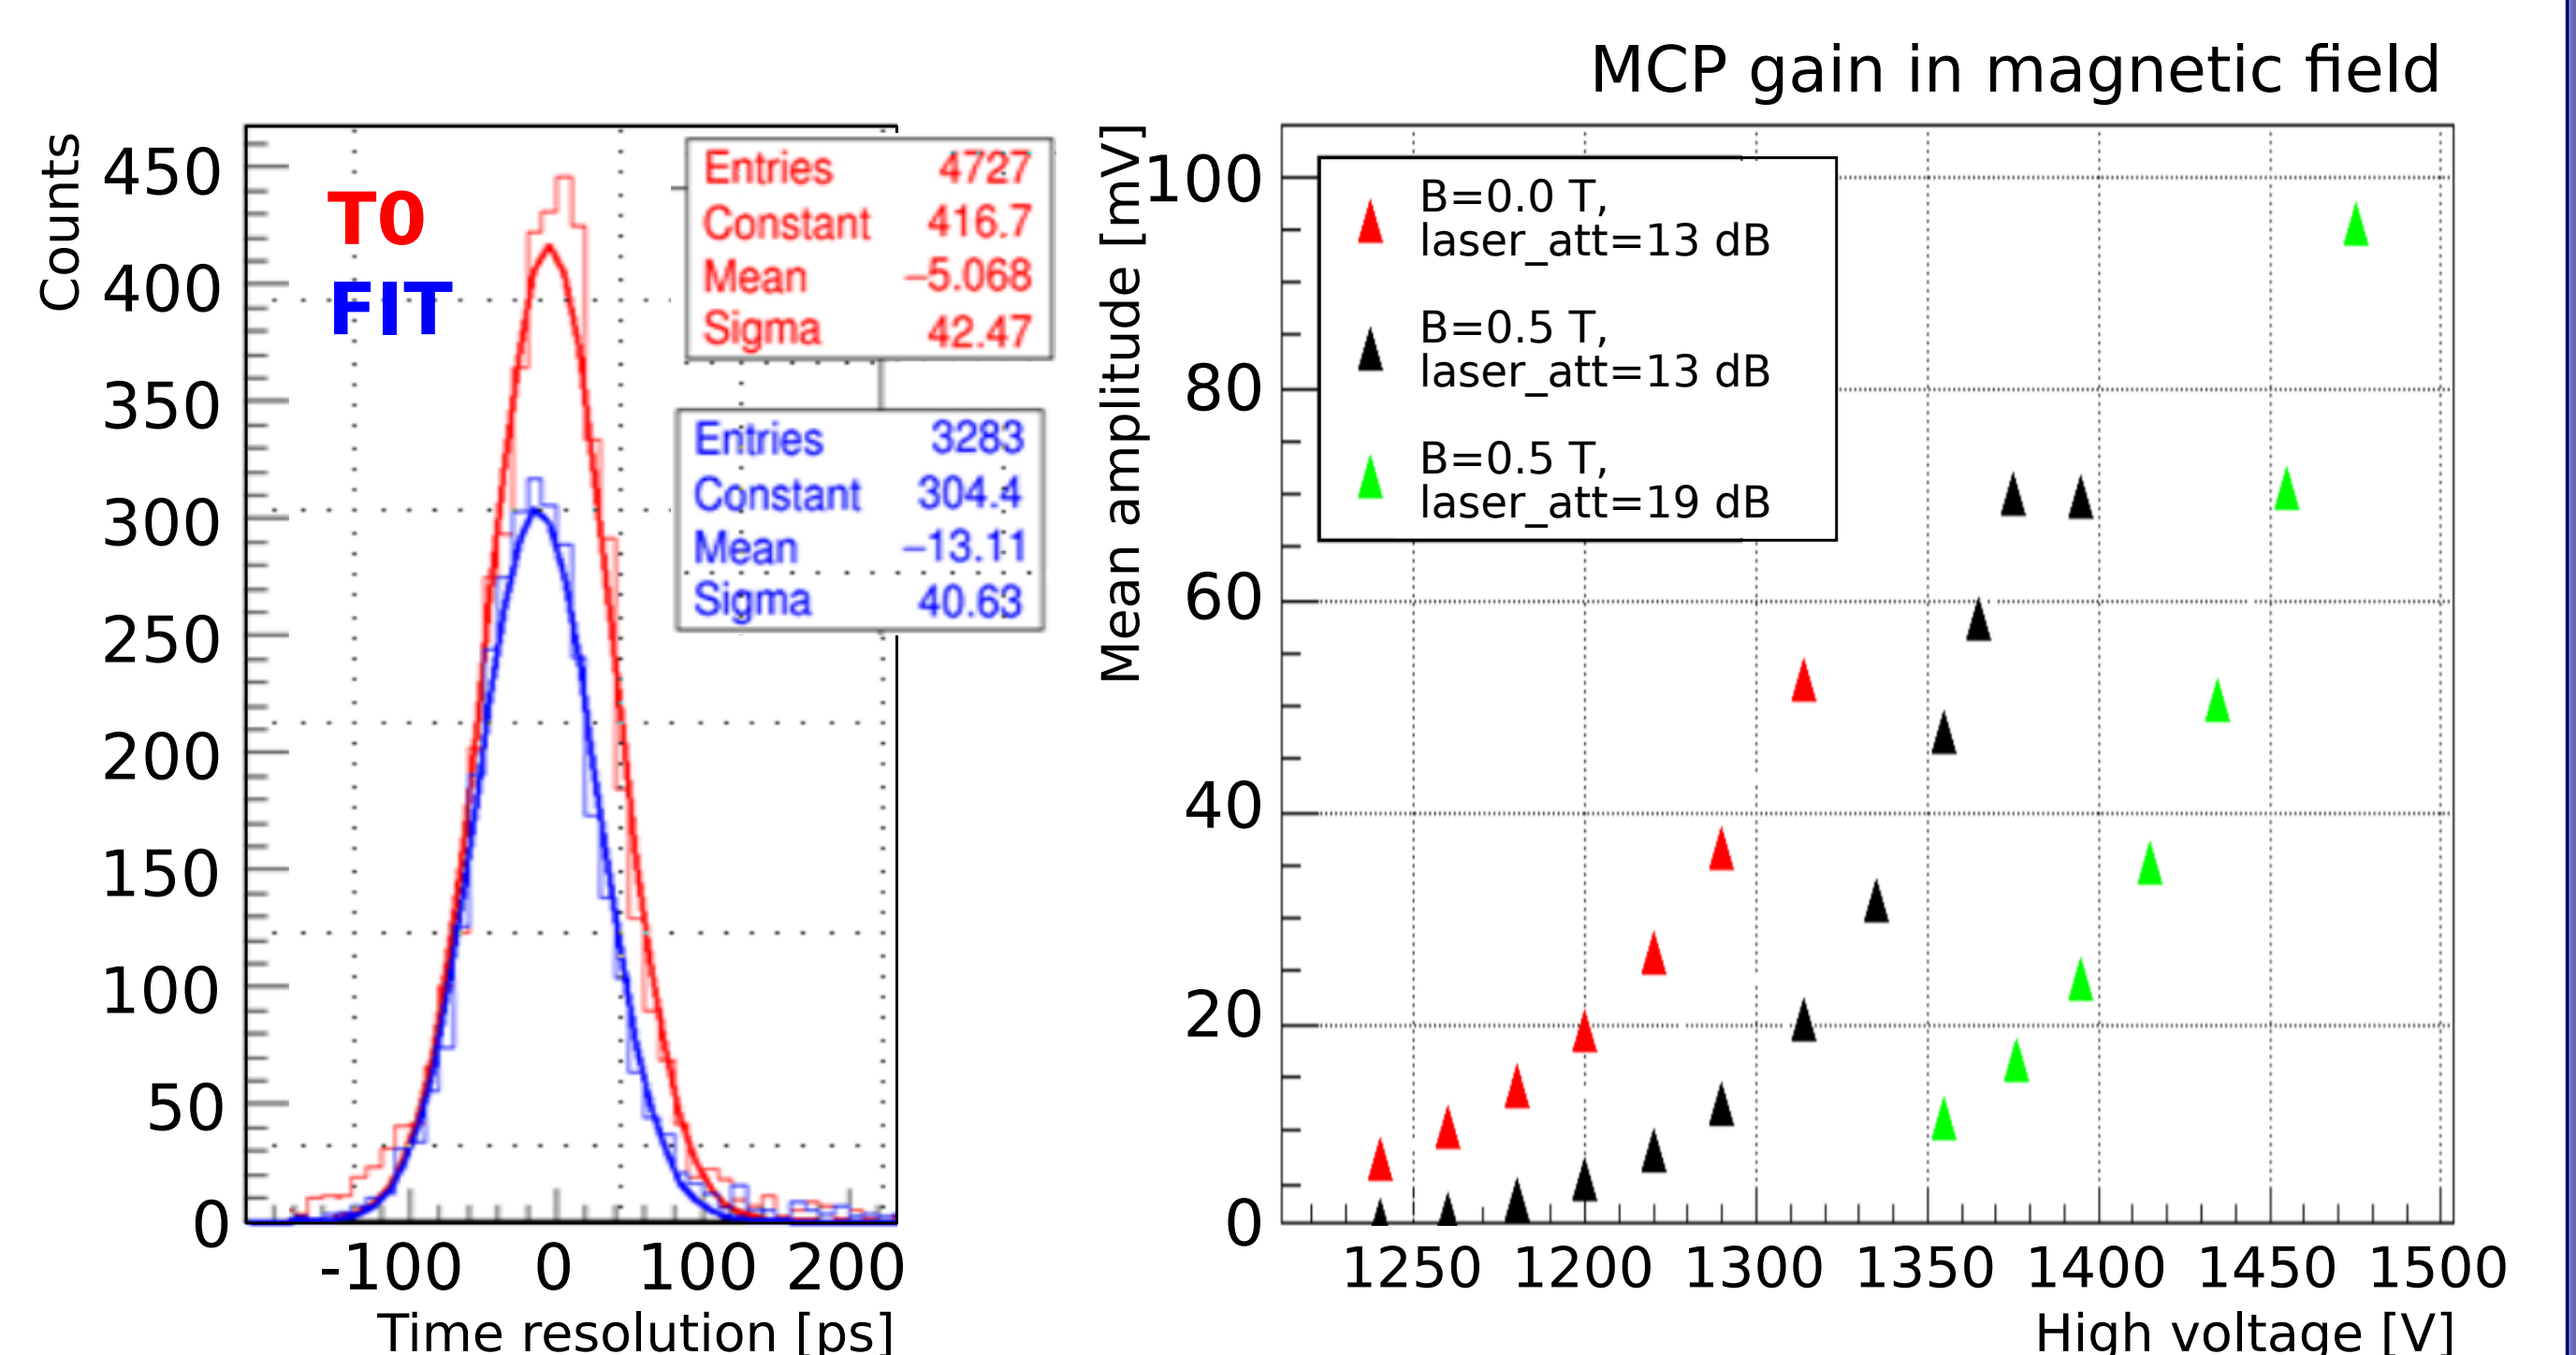 MCP gain in magnetic field
Counts
450
400
350
300
250
200
150
100
50
0
T0
FIT
Entries 4727
Constant 416.7
Mean −5.068
Sigma 42.47
Entries 3283
Constant 304.4
Mean −13.11
Sigma 40.63
-100 0 100 200
Time resolution [ps]
Mean amplitude [mV]
100
80
60
40
20
0
B=0.0 T,
laser_att=13 dB
B=0.5 T,
laser_att=13 dB
B=0.5 T,
laser_att=19 dB
1250 1200 1300 1350 1400 1450 1500
High voltage [V]